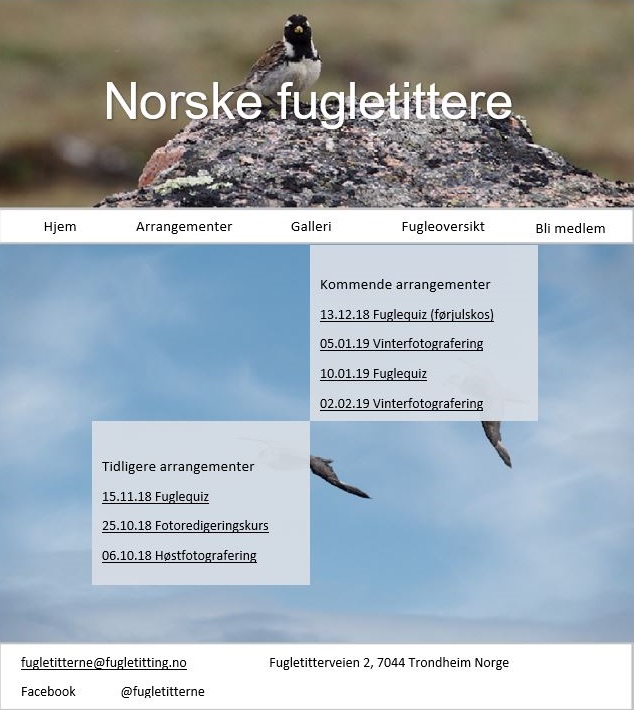 Norske fugletittere
Hjem Arrangementer Galleri Fugleoversikt Bli medlem
Kommende arrangementer
13.12.18 Fuglequiz (førjulskos)
05.01.19 Vinterfotografering
10.01.19 Fuglequiz
02.02.19 Vinterfotografering
Tidligere arrangementer
15.11.18 Fuglequiz
25.10.18 Fotoredigeringskurs
06.10.18 Høstfotografering
fugletitterne@fugletitting.no Fugletitterveien 2, 7044 Trondheim Norge
Facebook @fugletitterne